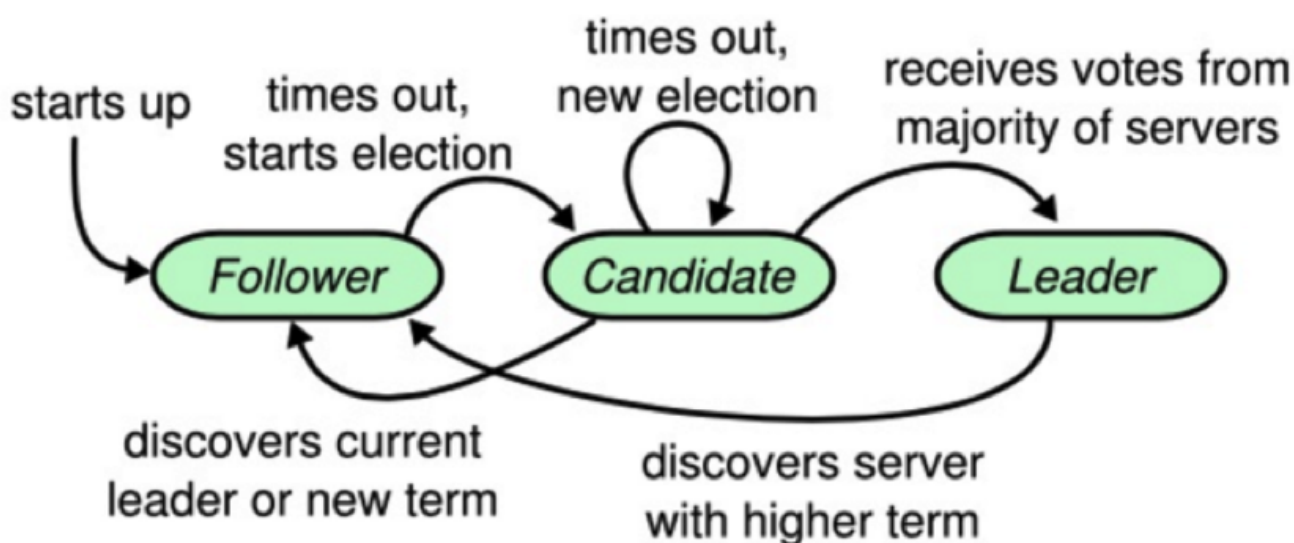 starts up
times out,
starts election
times out,
new election
receives votes from
majority of servers
Follower
Candidate
Leader
discovers current
leader or new term
discovers server
with higher term